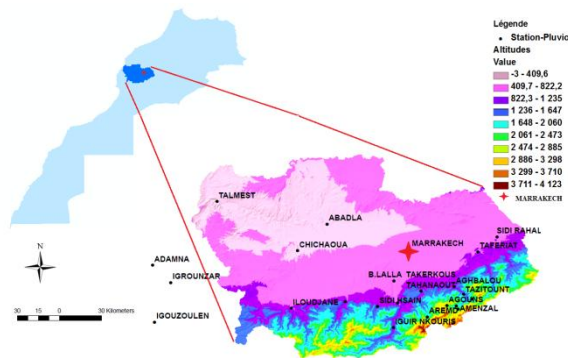 Légende
• Station-Pluvio
Altitudes
Value
-3 - 409,6
409,7 - 822,2
822,3 - 1 235
1 236 - 1 647
1 648 - 2 060
2 061 - 2 473
2 474 - 2 885
2 886 - 3 298
3 299 - 3 710
3 711 - 4 123
MARRAKECH
TALMEST
ABADLA
SIDI RAHAL
MARRAKECH
CHICHAOUA
TAFERIAT
ADAMNA
B.LALLA TAKERKOUS
IGROUNZAR
TAHANAOUT
AGHBALOU
TAZITOUNT
ILOUDJANE
SIDI HSAIN
AGOUNS
AREMD
AMENZAL
IGOUZOULEN
IGUIR NKOURIS
N
30 15 0 30 Kilometers